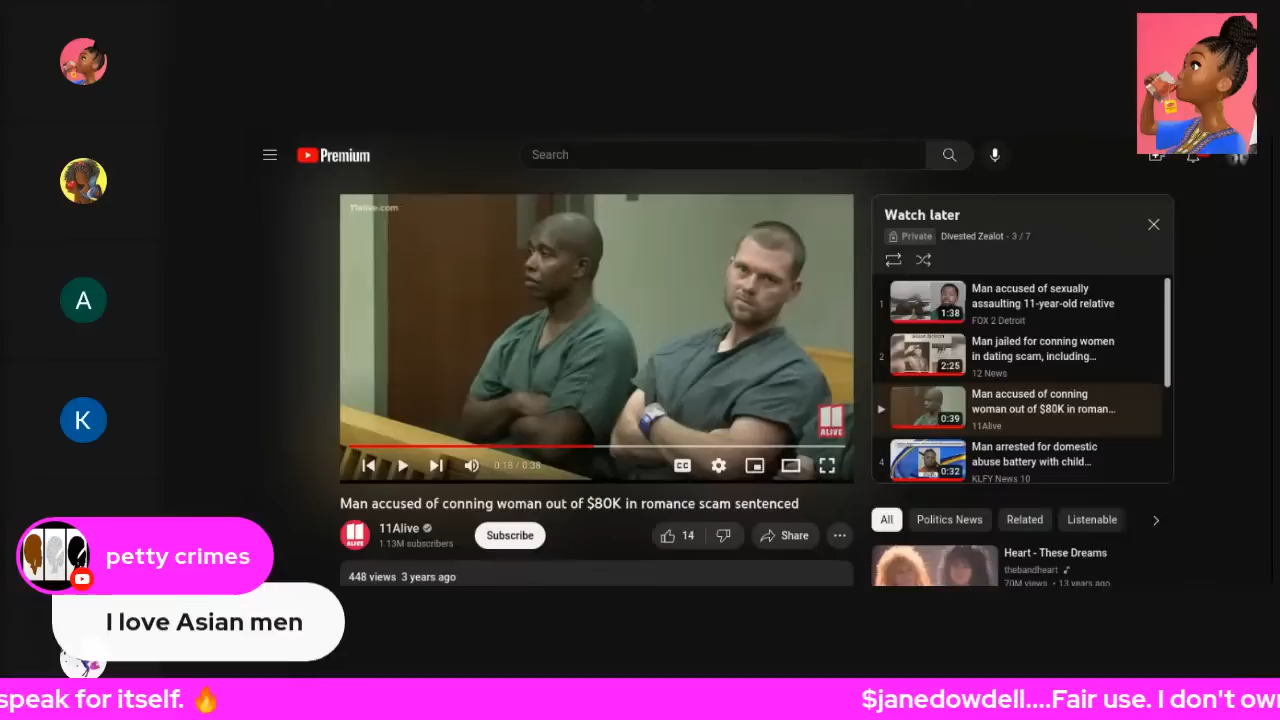 Premium
Search
11alive.com
11
ALIVE
0:18 / 0:38
CC
Man accused of conning woman out of $80K in romance scam sentenced
11Alive
1.13M subscribers
Subscribe
14
Share
448 views 3 years ago
Watch later
Private Divested Zealot - 3 / 7
1
1:38
Man accused of sexually
assaulting 11-year-old relative
FOX 2 Detroit
2
2:25
Man jailed for conning women
in dating scam, including...
12 News
0:39
Man accused of conning
woman out of $80K in roman...
11Alive
4
0:32
Man arrested for domestic
abuse battery with child...
KLFY News 10
All
Politics News
Related
Listenable
Heart - These Dreams
thebandheart
70M views • 13 years ago
A
K
petty crimes
I love Asian men
speak for itself. 🔥
$janedowdell....Fair use. I don't own